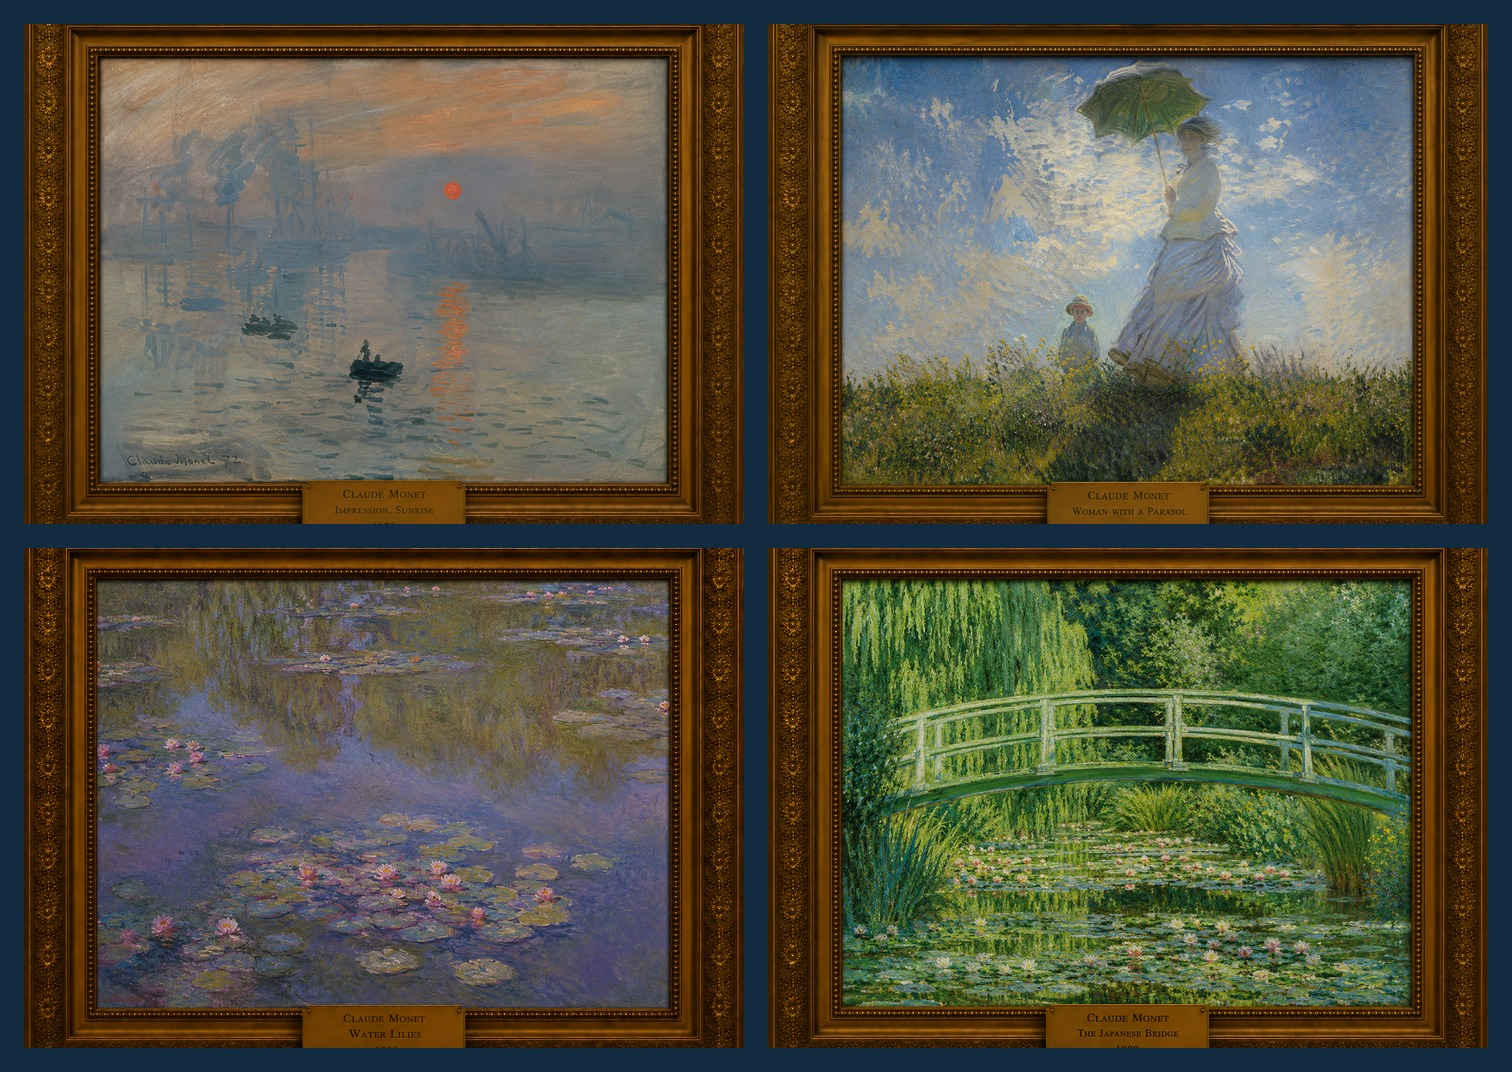 Claude Monet 72
CLAUDE MONET
IMPRESSION, SUNRISE
CLAUDE MONET
WOMAN WITH A PARASOL
CLAUDE MONET
WATER LILIES
CLAUDE MONET
THE JAPANESE BRIDGE